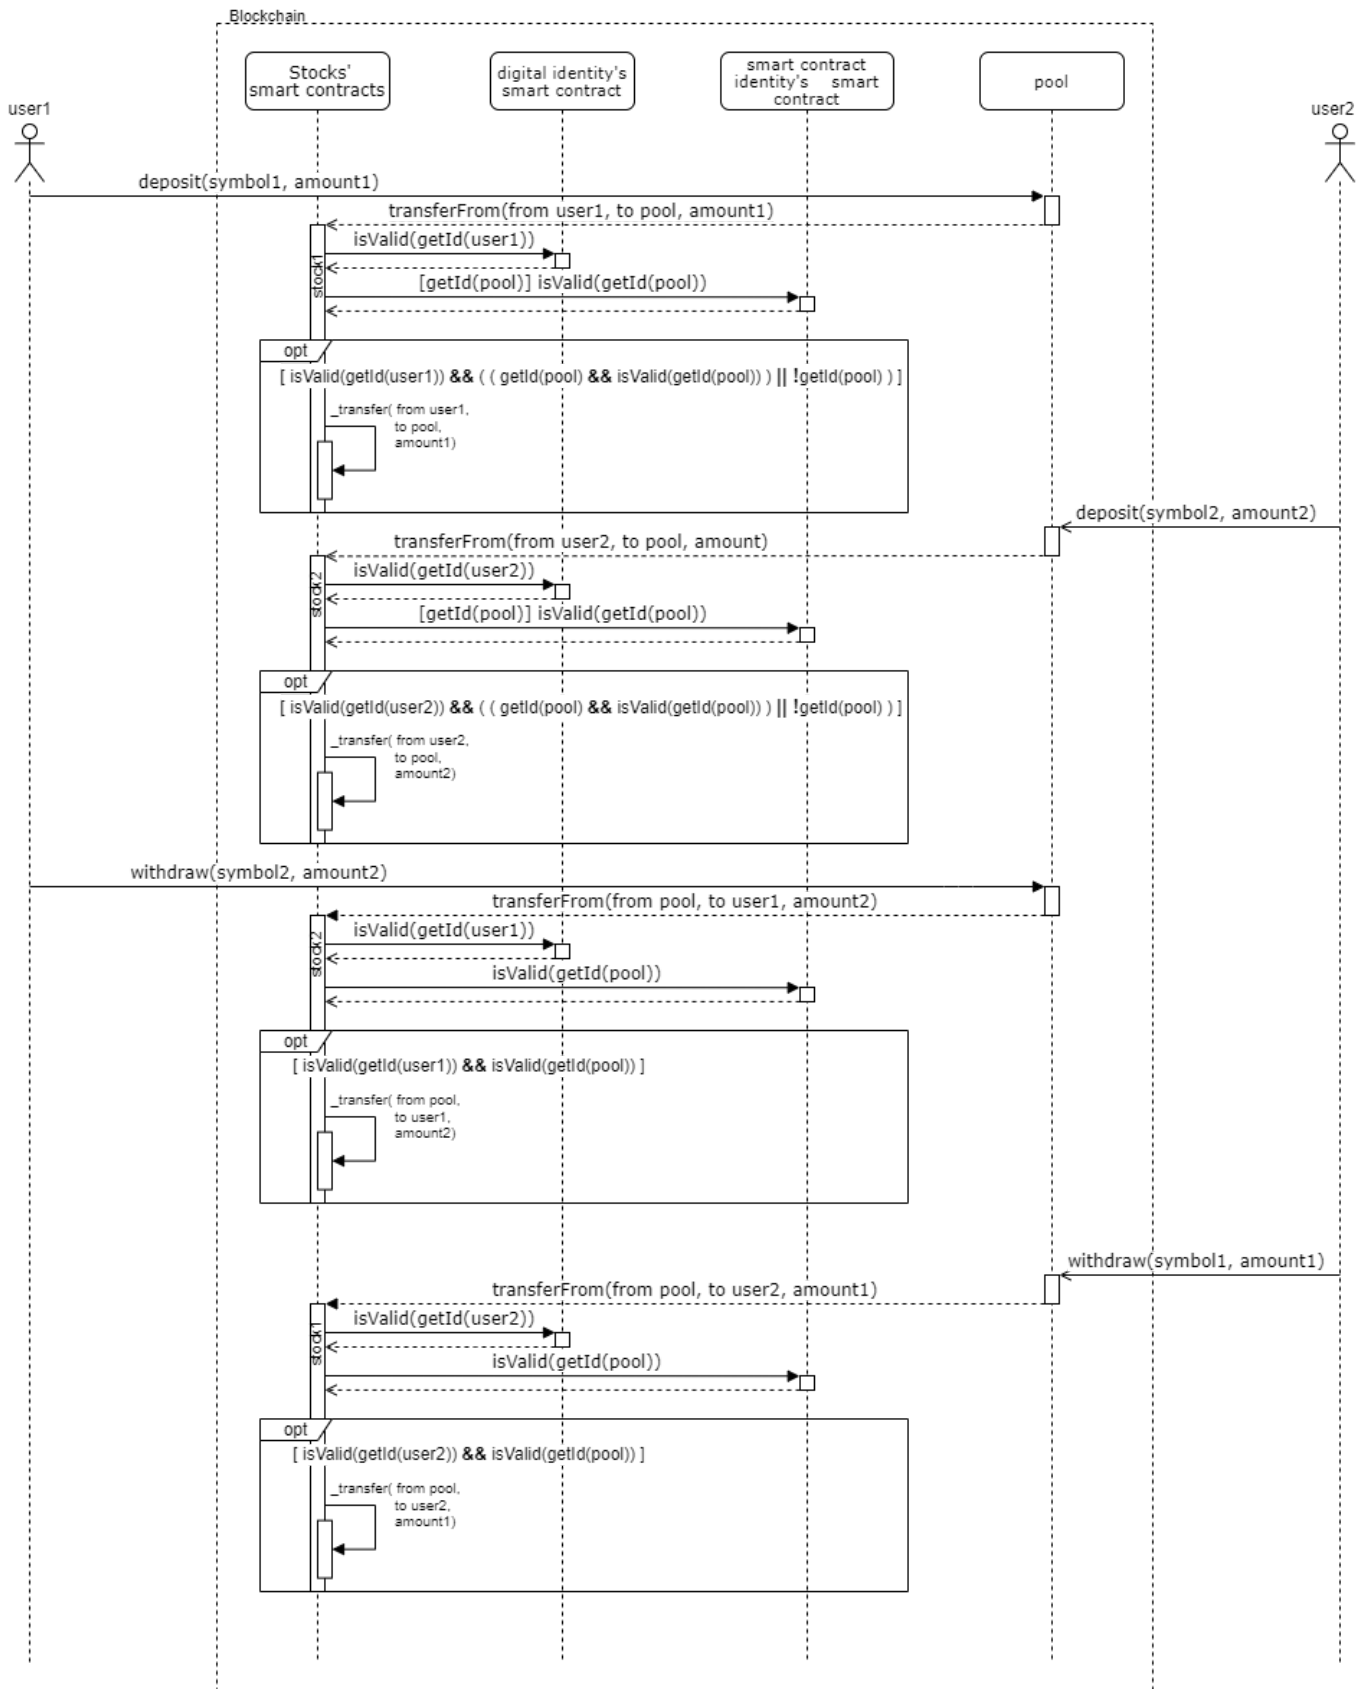 Blockchain
Stocks'
smart contracts
digital identity's
smart contract
smart contract
identity's smart
contract
pool
user1
user2
deposit(symbol1, amount1)
transferFrom(from user1, to pool, amount1)
isValid(getId(user1))
stock1
[getId(pool)] isValid(getId(pool))
opt
[ isValid(getId(user1)) && ( ( getId(pool) && isValid(getId(pool)) ) || !getId(pool) ) ]
_transfer( from user1,
to pool,
amount1)
deposit(symbol2, amount2)
transferFrom(from user2, to pool, amount)
isValid(getId(user2))
stock2
[getId(pool)] isValid(getId(pool))
opt
[ isValid(getId(user2)) && ( ( getId(pool) && isValid(getId(pool)) ) || !getId(pool) ) ]
_transfer( from user2,
to pool,
amount2)
withdraw(symbol2, amount2)
transferFrom(from pool, to user1, amount2)
isValid(getId(user1))
stock2
isValid(getId(pool))
opt
[ isValid(getId(user1)) && isValid(getId(pool)) ]
_transfer( from pool,
to user1,
amount2)
withdraw(symbol1, amount1)
transferFrom(from pool, to user2, amount1)
isValid(getId(user2))
stock1
isValid(getId(pool))
opt
[ isValid(getId(user2)) && isValid(getId(pool)) ]
_transfer( from pool,
to user2,
amount1)